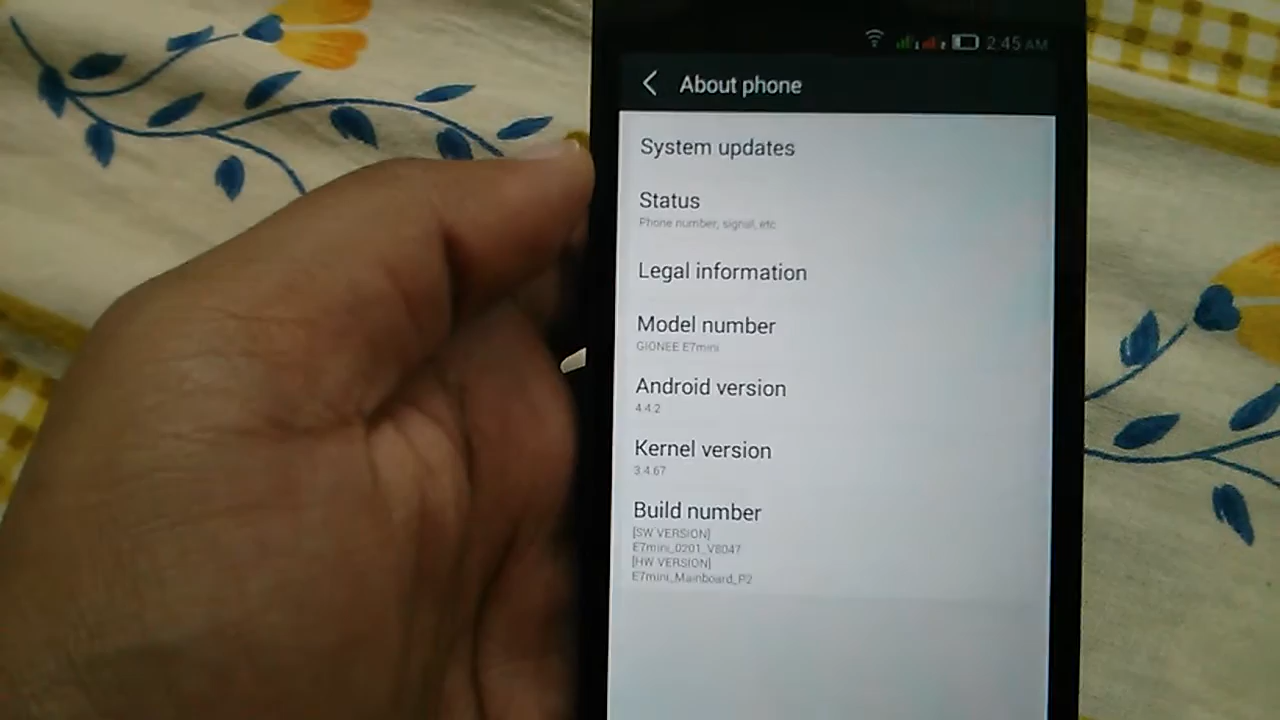 2:45 AM
About phone
System updates
Status
Phone number, signal, etc.
Legal information
Model number
GIONEE E7mini
Android version
4.4.2
Kernel version
3.4.67
Build number
[SW VERSION]
E7mini_0201_V8047
[HW VERSION]
E7mini_Mainboard_P2